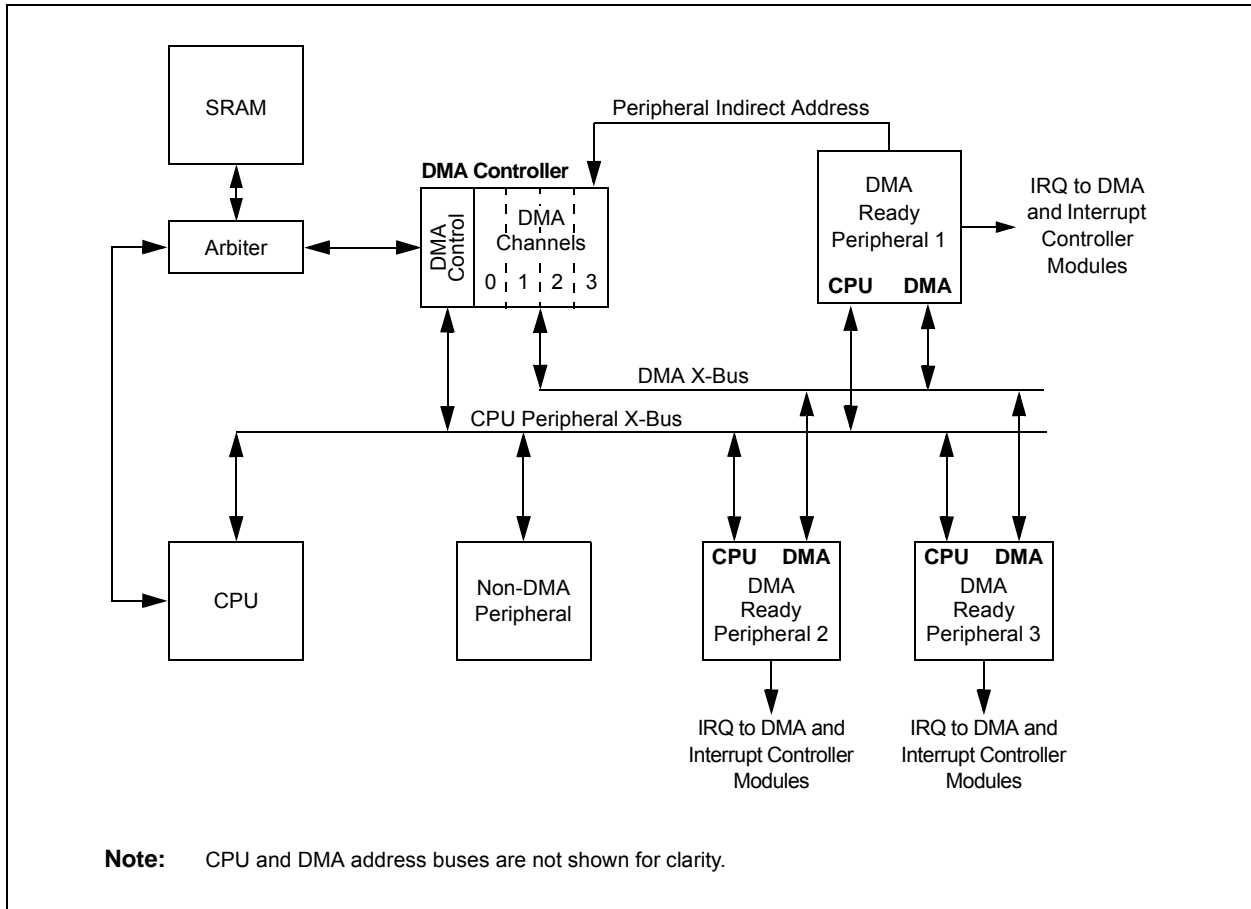 SRAM
Arbiter
Peripheral Indirect Address
DMA Controller
DMA
Control
DMA
Channels
0 1 2 3
DMA
Ready
Peripheral 1
CPU DMA
IRQ to DMA
and Interrupt
Controller
Modules
DMA X-Bus
CPU Peripheral X-Bus
CPU
Non-DMA
Peripheral
CPU DMA
DMA
Ready
Peripheral 2
CPU DMA
DMA
Ready
Peripheral 3
IRQ to DMA and
Interrupt Controller
Modules
IRQ to DMA and
Interrupt Controller
Modules
Note: CPU and DMA address buses are not shown for clarity.